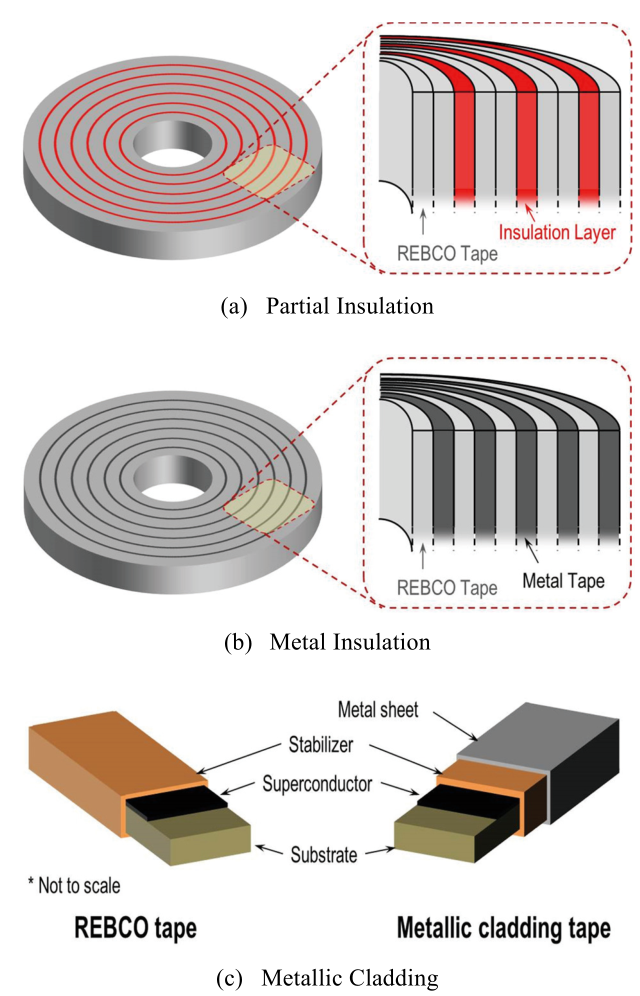 Insulation Layer
REBCO Tape
(a) Partial Insulation
REBCO Tape
Metal Tape
(b) Metal Insulation
Metal sheet
Stabilizer
Superconductor
Substrate
* Not to scale
REBCO tape
Metallic cladding tape
(c) Metallic Cladding